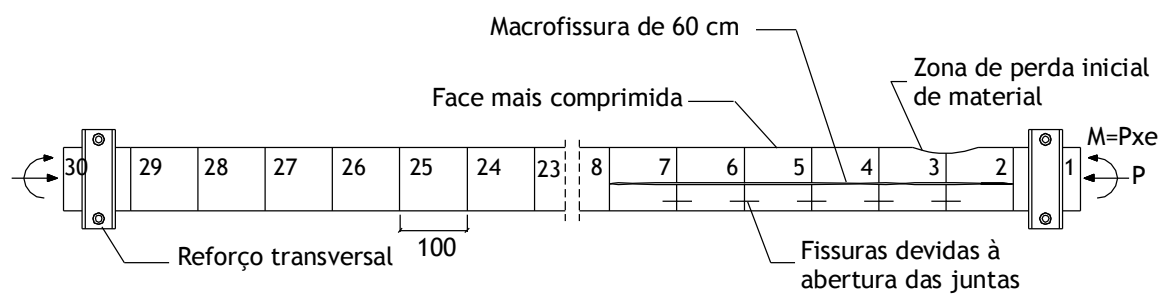 Macrofissura de 60 cm
Zona de perda inicial
de material
Face mais comprimida
M=Pxe
30 29 28 27 26 25 24 23 8 7 6 5 4 3 2 1
P
100
Reforço transversal
Fissuras devidas à
abertura das juntas